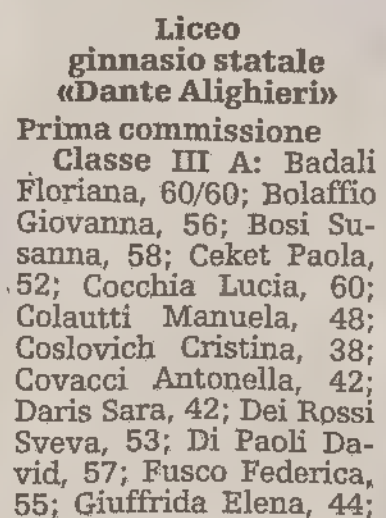 Liceo
ginnasio statale
«Dante Alighieri»
Prima commissione
Classe III A: Badali
Floriana, 60/60; Bolaffio
Giovanna, 56; Bosi Su-
sanna, 58; Ceket Paola,
52; Cocchia Lucia, 60;
Colautti Manuela, 48;
Coslovich Cristina, 38;
Covacci Antonella, 42;
Daris Sara, 42; Dei Rossi
Sveva, 53; Di Paoli Da-
vid, 57; Fusco Federica,
55; Giuffrida Elena, 44;